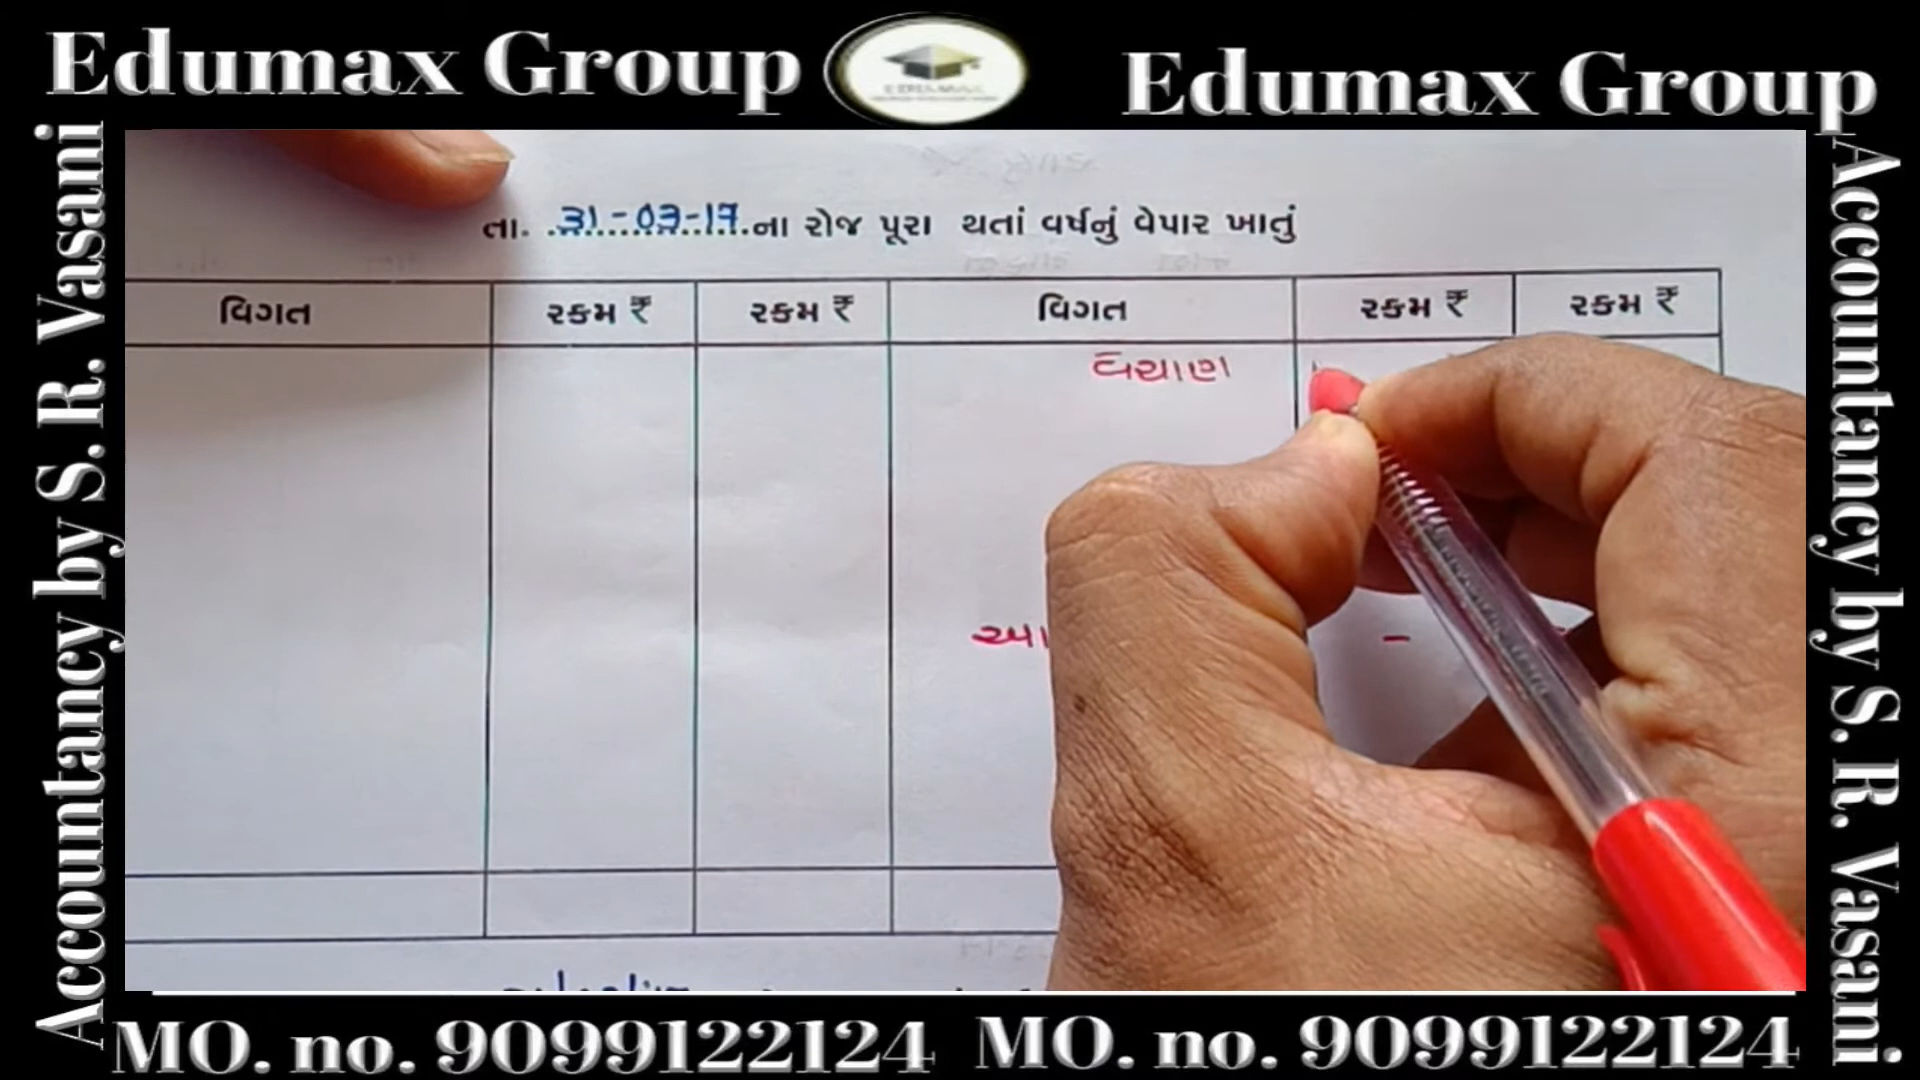 Edumax Group
Edumax Group
Accountancy by S. R. Vasani
Accountancy by S. R. Vasani
તા. 31-03-17 ના રોજ પૂરા થતાં વર્ષનું વેપાર ખાતું
વિગત રકમ ₹ રકમ ₹ વિગત રકમ ₹ રકમ ₹
વેચાણ
-
MO. no. 9099122124 MO. no. 9099122124